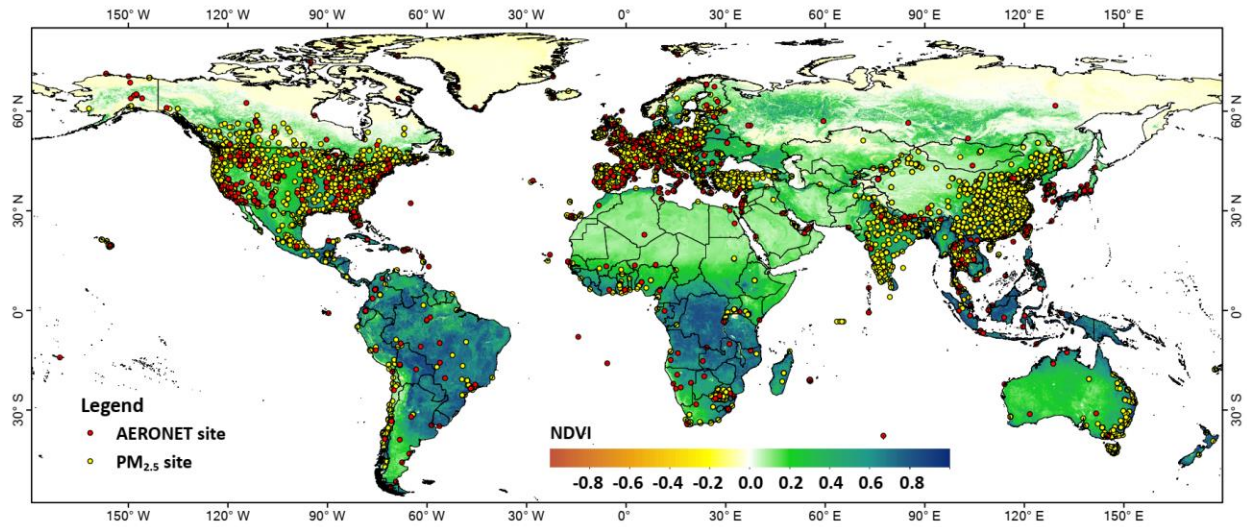 150° W 120° W 90° W 60° W 30° W 0° 30° E 60° E 90° E 120° E 150° E
60° N 60° N
30° N 30° N
0° 0°
30° S 30° S
Legend
AERONET site
PM2.5 site
NDVI
-0.8 -0.6 -0.4 -0.2 0.0 0.2 0.4 0.6 0.8
150° W 120° W 90° W 60° W 30° W 0° E 30° E 60° E 90° E 120° E 150° E